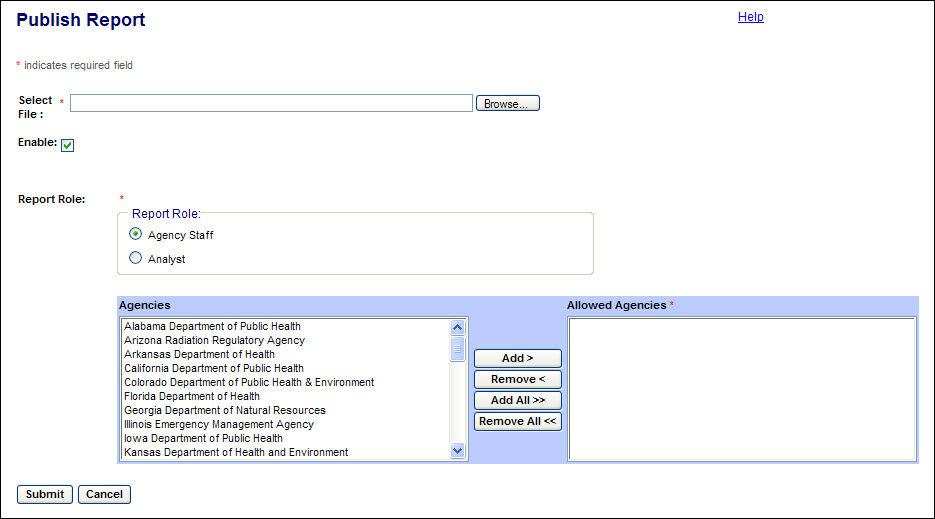 Publish Report
Help
* indicates required field
Select
File : *
Browse...
Enable:
Report Role: *
Report Role:
Agency Staff
Analyst
Agencies
Allowed Agencies *
Alabama Department of Public Health
Arizona Radiation Regulatory Agency
Arkansas Department of Health
California Department of Public Health
Colorado Department of Public Health & Environment
Florida Department of Health
Georgia Department of Natural Resources
Illinois Emergency Management Agency
Iowa Department of Public Health
Kansas Department of Health and Environment
Add >
Remove <
Add All >>
Remove All <<
Submit
Cancel